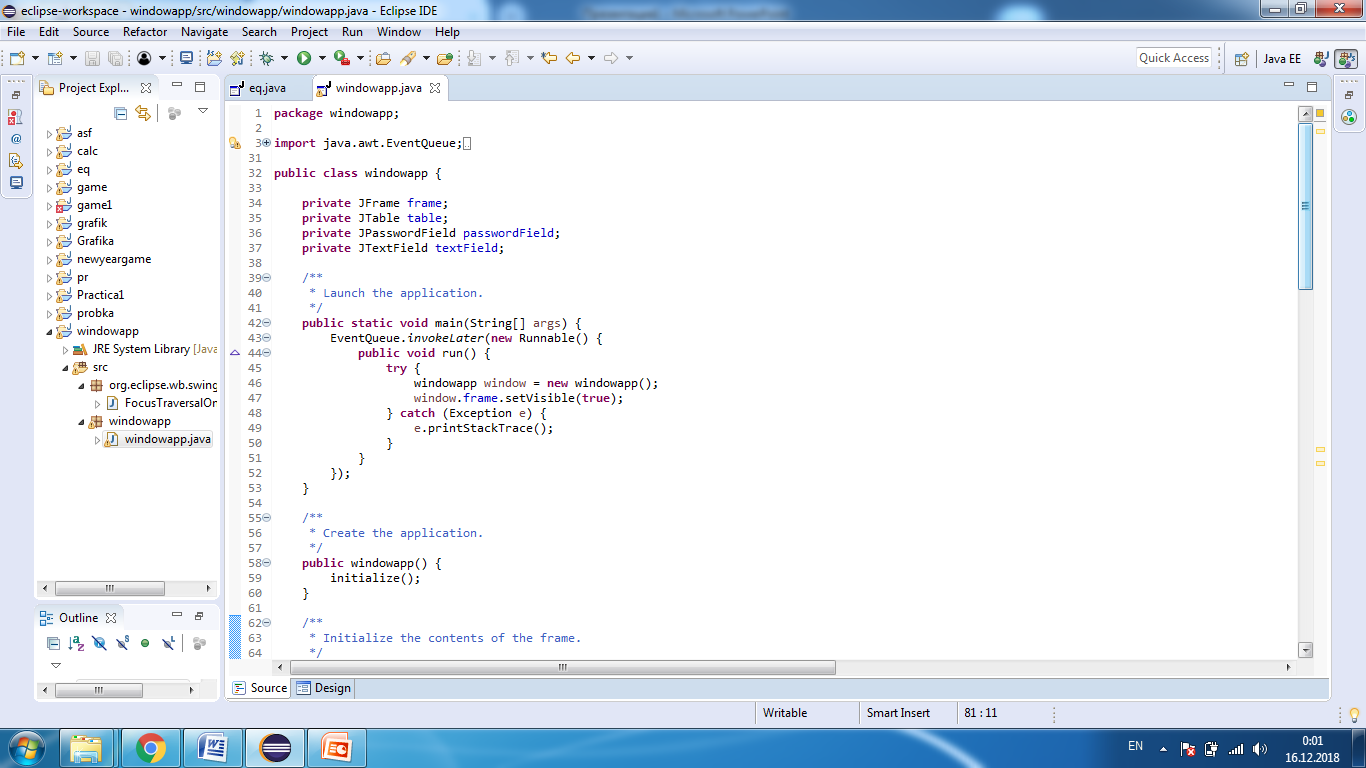 eclipse-workspace - windowapp/src/windowapp/windowapp.java - Eclipse IDE
File Edit Source Refactor Navigate Search Project Run Window Help
Quick Access
Java EE
Project Expl...
eq.java
windowapp.java
asf
calc
eq
game
game1
grafik
Grafika
newyeargame
pr
Practica1
probka
windowapp
JRE System Library [Java
src
org.eclipse.wb.swing
FocusTraversalOn
windowapp
windowapp.java
Outline
1 package windowapp;
2
3 import java.awt.EventQueue;
31
32 public class windowapp {
33
34 private JFrame frame;
35 private JTable table;
36 private JPasswordField passwordField;
37 private JTextField textField;
38
39 /**
40 * Launch the application.
41 */
42 public static void main(String[] args) {
43 EventQueue.invokeLater(new Runnable() {
44 public void run() {
45 try {
46 windowapp window = new windowapp();
47 window.frame.setVisible(true);
48 } catch (Exception e) {
49 e.printStackTrace();
50 }
51 }
52 });
53 }
54
55 /**
56 * Create the application.
57 */
58 public windowapp() {
59 initialize();
60 }
61
62 /**
63 * Initialize the contents of the frame.
64 */
Source Design
Writable Smart Insert 81 : 11
EN
0:01
16.12.2018